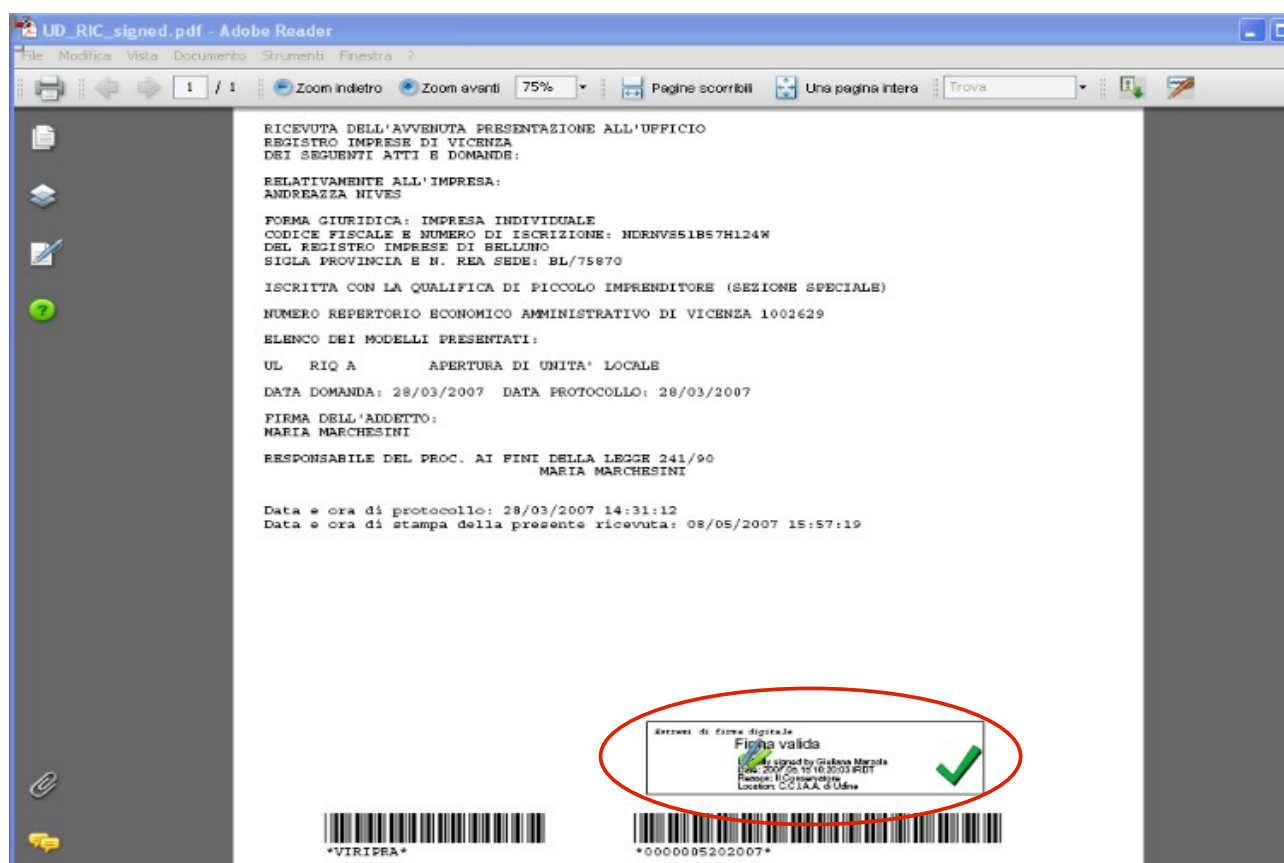 UD_RIC_signed.pdf - Adobe Reader
File Modifica Vista Documento Strumenti Finestra ?
1 / 1 Zoom indietro Zoom avanti 75% Pagine scorribili Una pagina intera Trova
RICEVUTA DELL'AVVENUTA PRESENTAZIONE ALL'UFFICIO
REGISTRO IMPRESE DI VICENZA
DEI SEGUENTI ATTI E DOMANDE:
RELATIVAMENTE ALL'IMPRESA:
ANDREAZZA NIVES
FORMA GIURIDICA: IMPRESA INDIVIDUALE
CODICE FISCALE E NUMERO DI ISCRIZIONE: NDRNVS51B57H124W
DEL REGISTRO IMPRESE DI BELLUNO
SIGLA PROVINCIA E N. REA SEDE: BL/75870
ISCRITTA CON LA QUALIFICA DI PICCOLO IMPRENDITORE (SEZIONE SPECIALE)
NUMERO REPERTORIO ECONOMICO AMMINISTRATIVO DI VICENZA 1002629
ELENCO DEI MODELLI PRESENTATI:
UL RIQ A APERTURA DI UNITA' LOCALE
DATA DOMANDA: 28/03/2007 DATA PROTOCOLLO: 28/03/2007
FIRMA DELL'ADDETTO:
MARIA MARCHESINI
RESPONSABILE DEL PROC. AI FINI DELLA LEGGE 241/90
MARIA MARCHESINI
Data e ora di protocollo: 28/03/2007 14:31:12
Data e ora di stampa della presente ricevuta: 08/05/2007 15:57:19
Estremi di firma digitale
Firma valida
signed by Giuliana Marzola
Reason: Il Conservatore
Location: C.C.I.A.A. di Udine
*VIRIPRA*
*0000005202007*